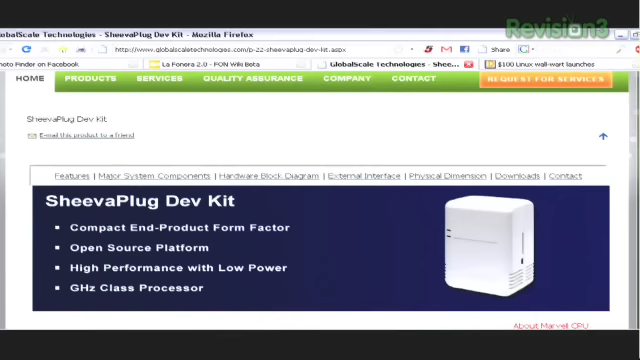 Revision3
GlobalScale Technologies - SheevaPlug Dev Kit - Mozilla Firefox
http://www.globalscaletechnologies.com/p-22-sheevaplug-dev-kit.aspx
Share
hoto Finder on Facebook
La Fonera 2.0 - FON Wiki Beta
GlobalScale Technologies - Shee...
$100 Linux wall-wart launches
HOME PRODUCTS SERVICES QUALITY ASSURANCE COMPANY CONTACT REQUEST FOR SERVICES
SheevaPlug Dev Kit
E-mail this product to a friend
Features | Major System Components | Hardware Block Diagram | External Interface | Physical Dimension | Downloads | Contact
SheevaPlug Dev Kit
Compact End-Product Form Factor
Open Source Platform
High Performance with Low Power
GHz Class Processor
About Marvell CPU